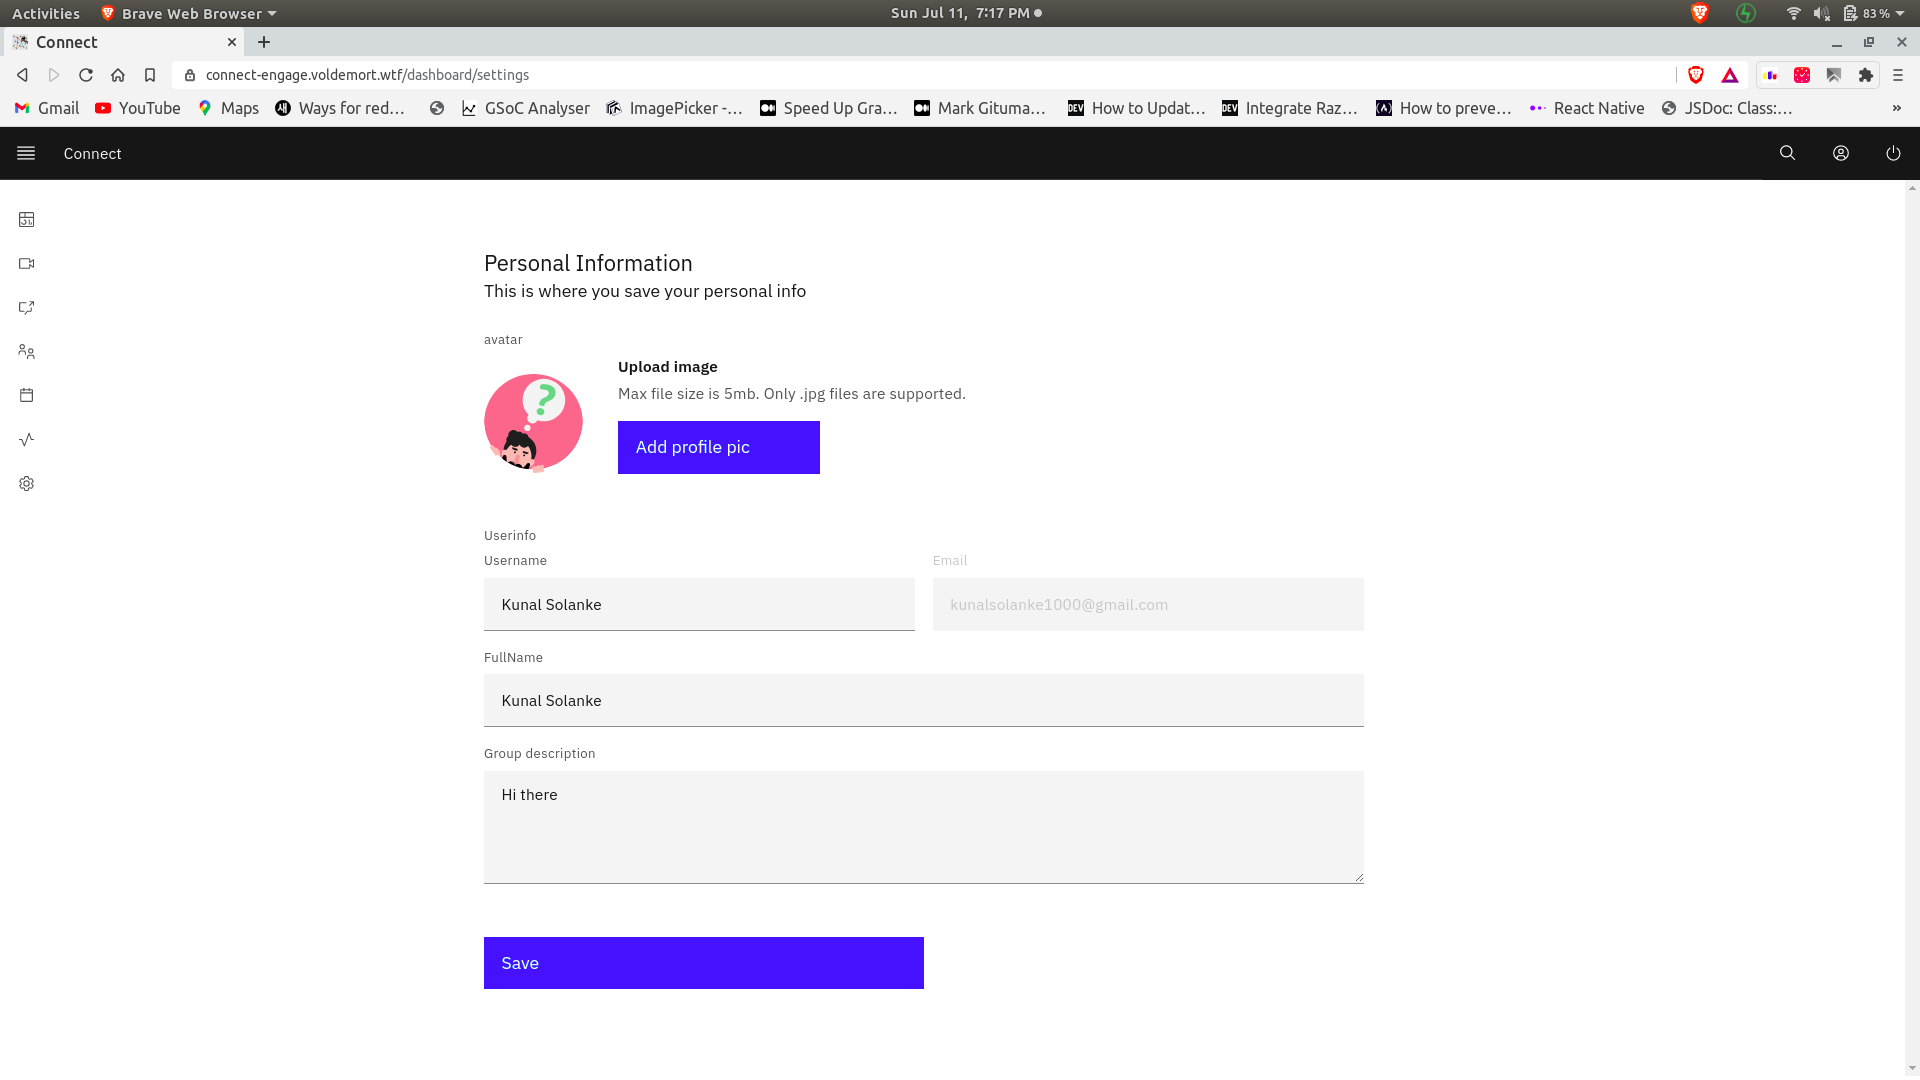 Activities Brave Web Browser Sun Jul 11, 7:17 PM 83 %
Connect
connect-engage.voldemort.wtf/dashboard/settings
Gmail YouTube Maps Ways for red… GSoC Analyser ImagePicker -… Speed Up Gra… Mark Gituma… DEV How to Updat… DEV Integrate Raz… How to preve… React Native JSDoc: Class:… »
Connect
Personal Information
This is where you save your personal info
avatar
Upload image
Max file size is 5mb. Only .jpg files are supported.
?
Add profile pic
Userinfo
Username Email
Kunal Solanke kunalsolanke1000@gmail.com
FullName
Kunal Solanke
Group description
Hi there
Save